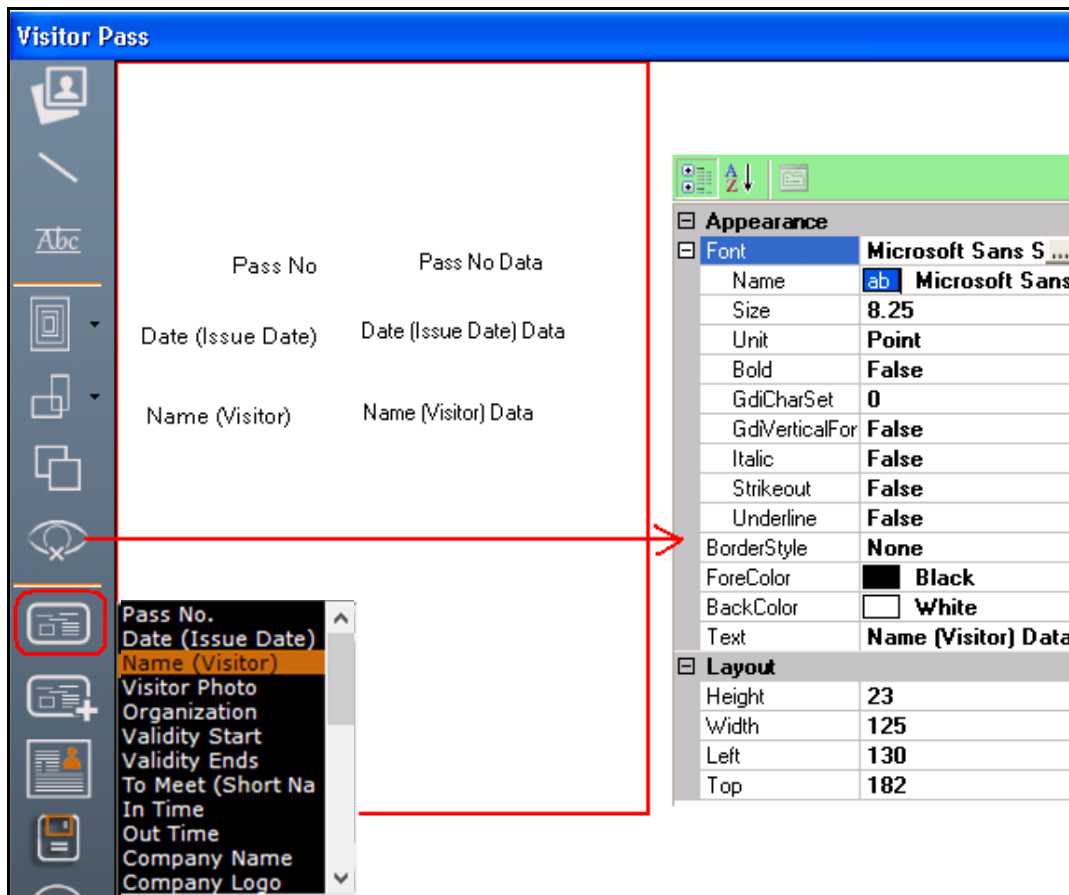 Visitor Pass
Abc
Pass No Pass No Data
Date (Issue Date) Date (Issue Date) Data
Name (Visitor) Name (Visitor) Data
Pass No.
Date (Issue Date)
Name (Visitor)
Visitor Photo
Organization
Validity Start
Validity Ends
To Meet (Short Na
In Time
Out Time
Company Name
Company Logo
A
Z
Appearance
Font Microsoft Sans S ...
Name ab Microsoft Sans
Size 8.25
Unit Point
Bold False
GdiCharSet 0
GdiVerticalFor False
Italic False
Strikeout False
Underline False
BorderStyle None
ForeColor Black
BackColor White
Text Name (Visitor) Data
Layout
Height 23
Width 125
Left 130
Top 182